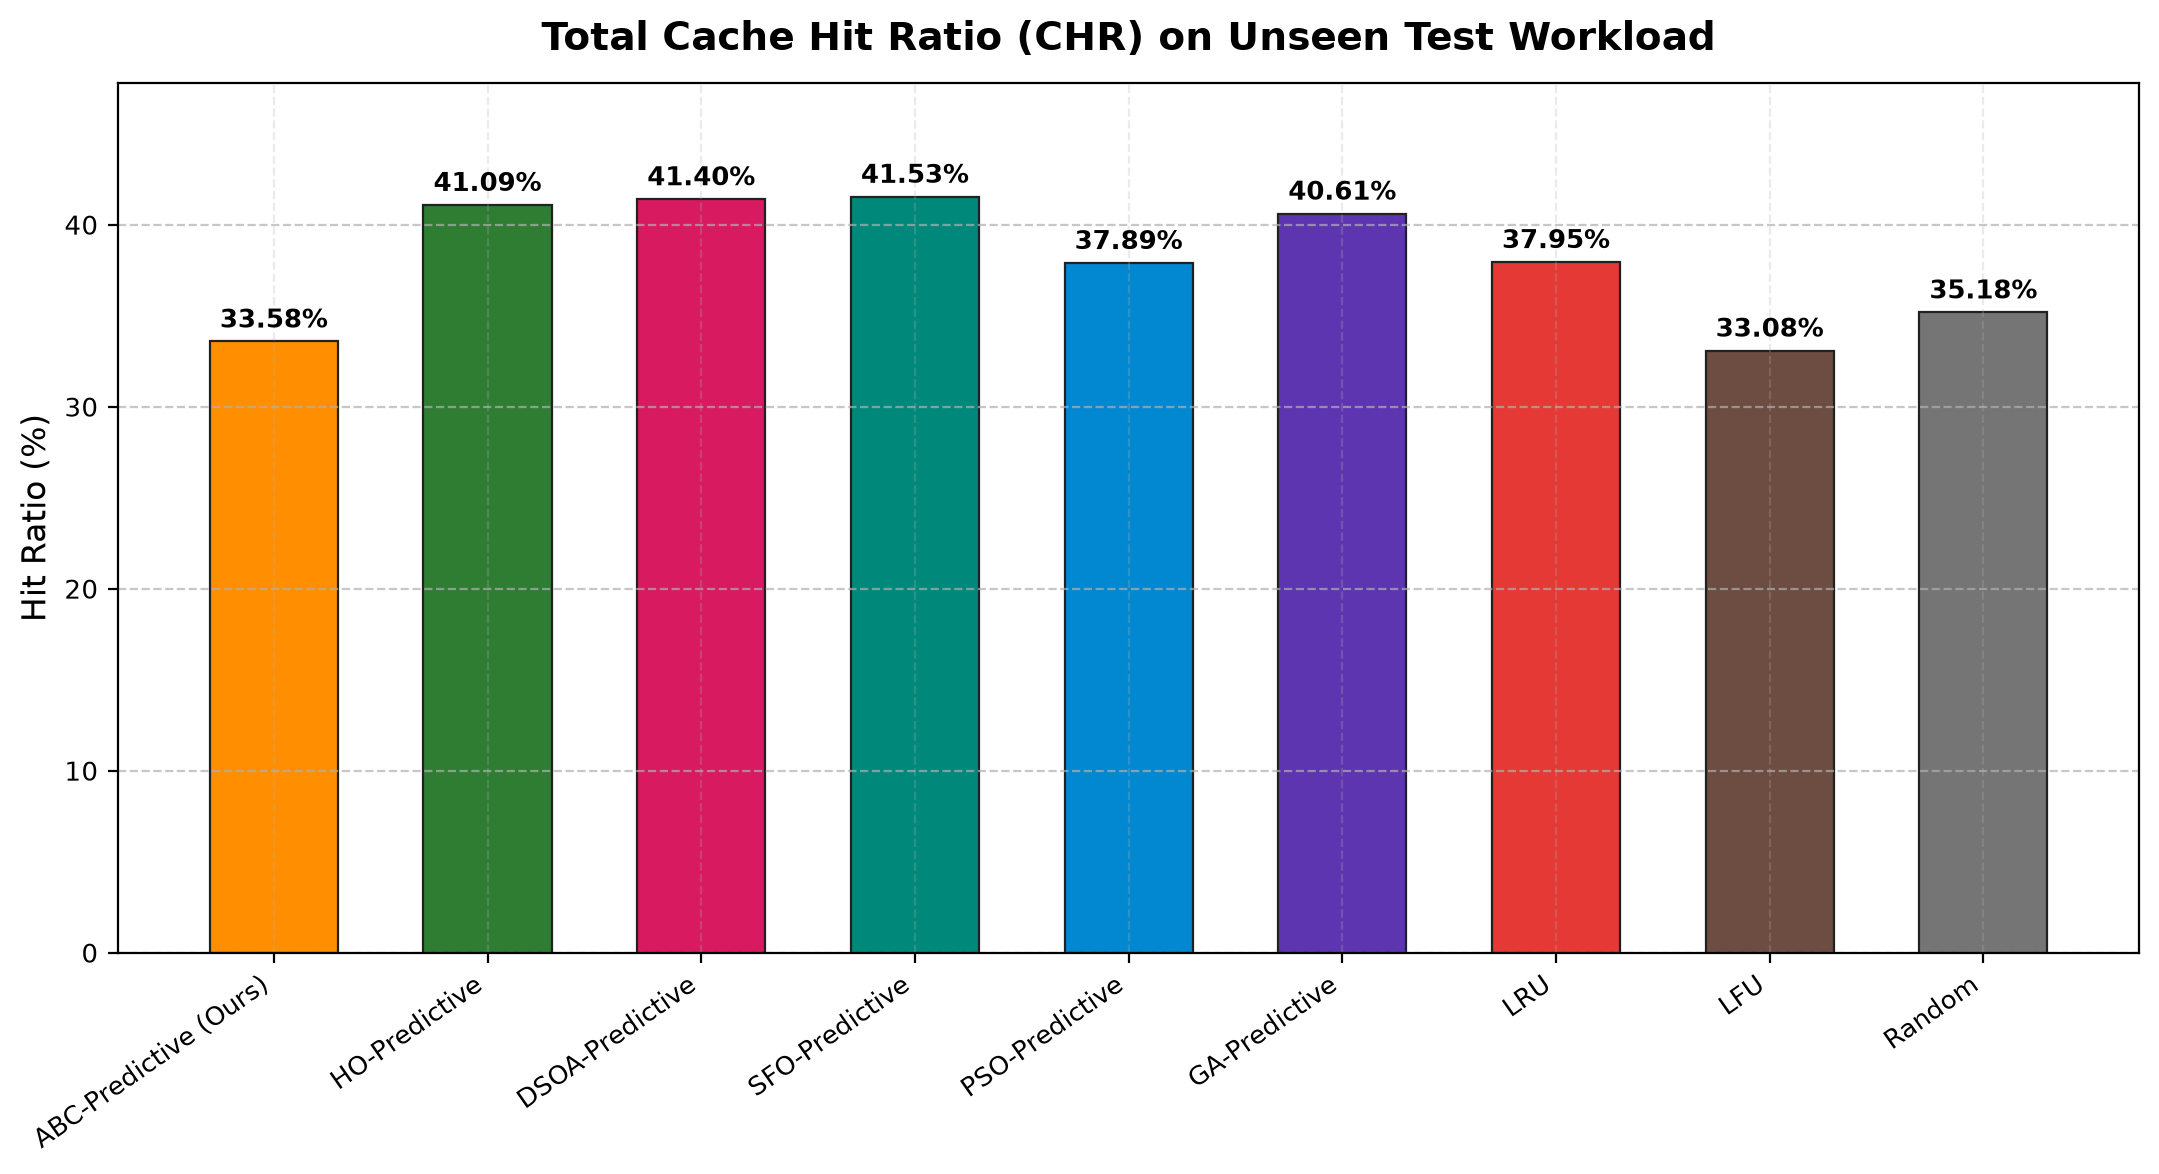 Total Cache Hit Ratio (CHR) on Unseen Test Workload
Hit Ratio (%)
40
30
20
10
0
33.58%
41.09%
41.40%
41.53%
37.89%
40.61%
37.95%
33.08%
35.18%
ABC-Predictive (Ours)
HO-Predictive
DSOA-Predictive
SFO-Predictive
PSO-Predictive
GA-Predictive
LRU
LFU
Random